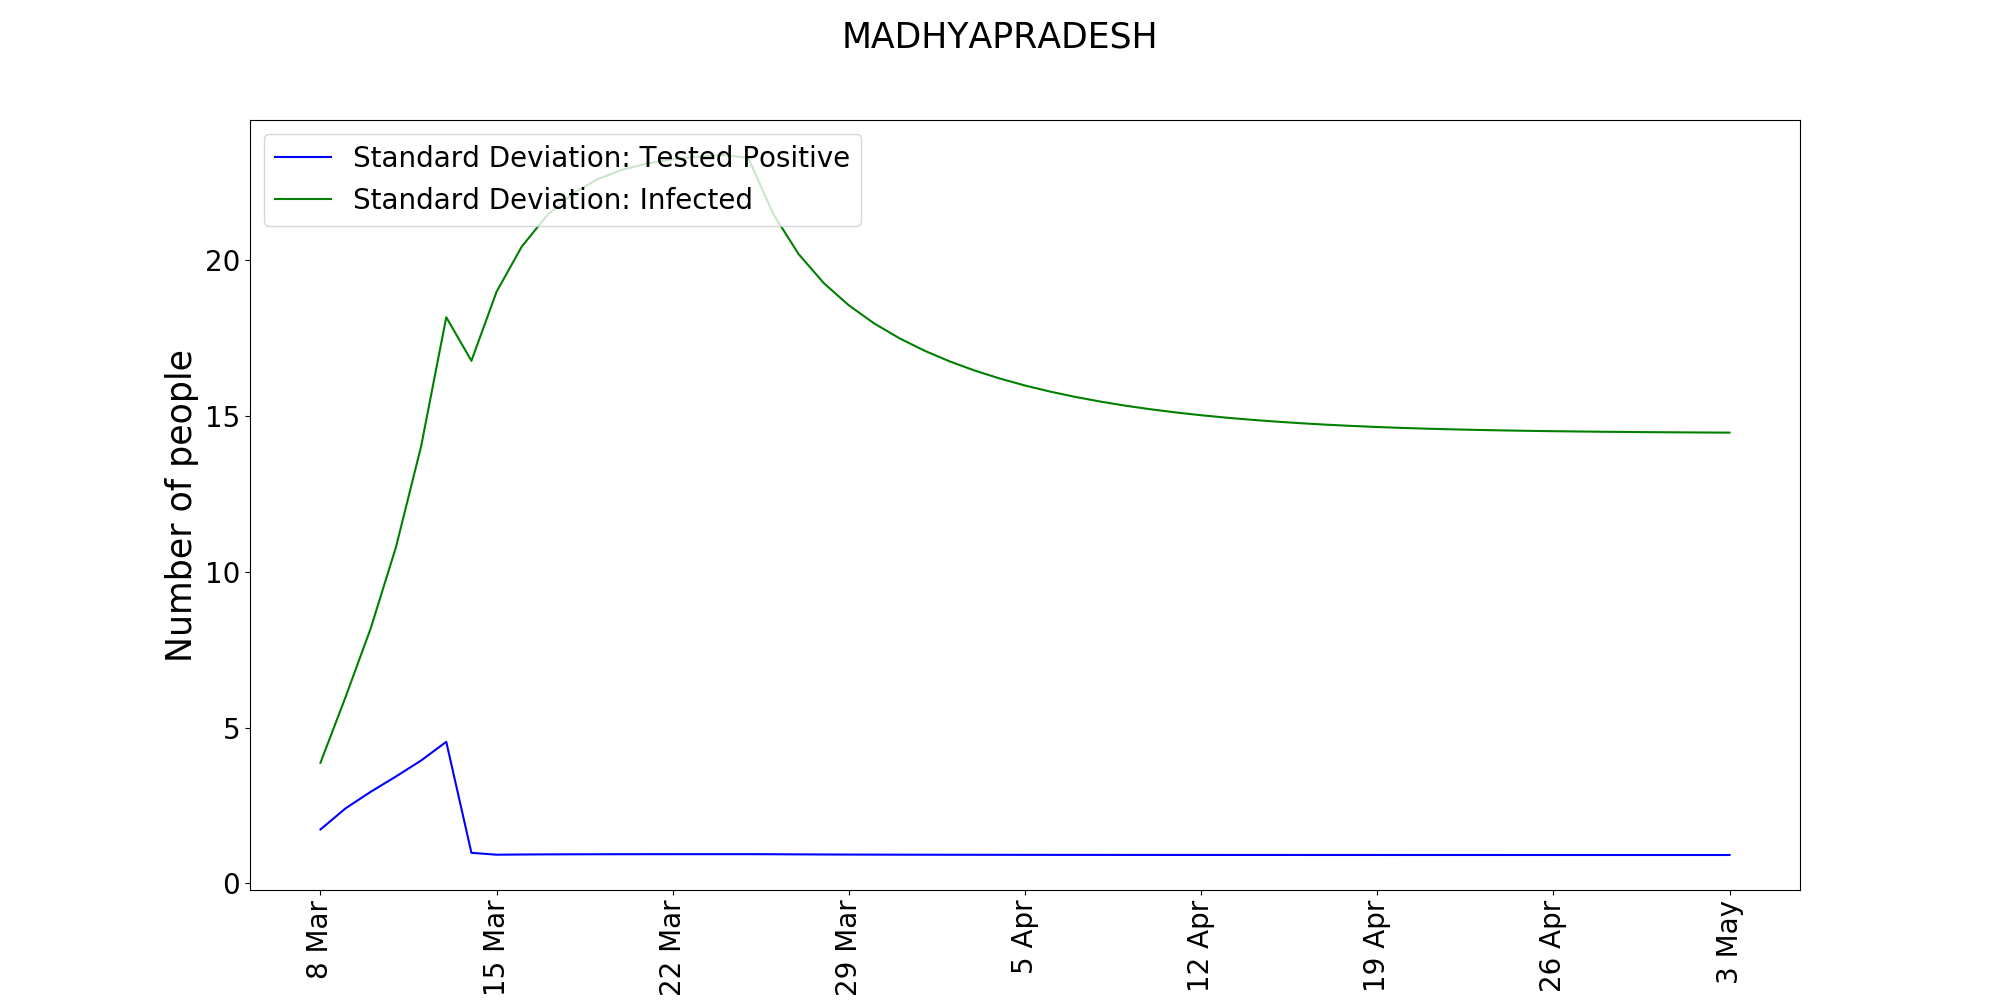 MADHYAPRADESH
Standard Deviation: Tested Positive
Standard Deviation: Infected
Number of people
20
15
10
5
0
8 Mar
15 Mar
22 Mar
29 Mar
5 Apr
12 Apr
19 Apr
26 Apr
3 May